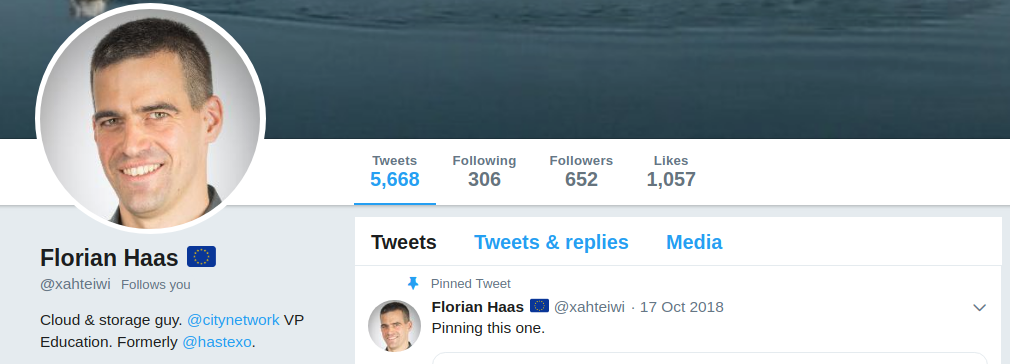 Tweets Following Followers Likes
5,668 306 652 1,057
Florian Haas
@xahteiwi Follows you
Cloud & storage guy. @citynetwork VP
Education. Formerly @hastexo.
Tweets Tweets & replies Media
Pinned Tweet
Florian Haas @xahteiwi · 17 Oct 2018
Pinning this one.